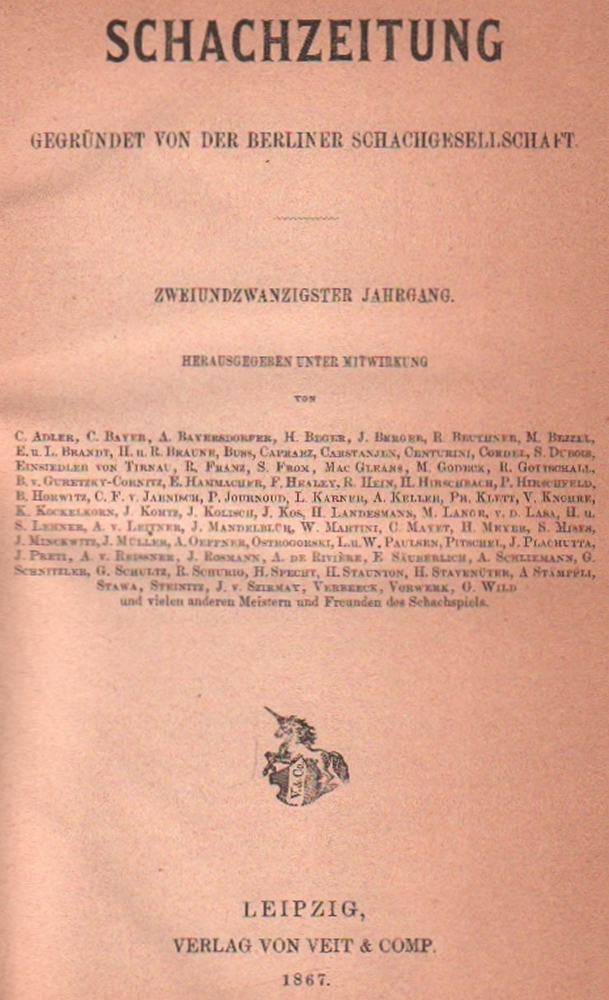 SCHACHZEITUNG
GEGRÜNDET VON DER BERLINER SCHACHGESELLSCHAFT.
ZWEIUNDZWANZIGSTER JAHRGANG.
HERAUSGEGEBEN UNTER MITWIRKUNG
VON
C. ADLER, C. BAYER, A. BAYERSDORFER, H. BEGER, J. BERGER, R. BEUTHNER, M. BEZZEL,
E. u. L. BRANDT, H. u. R. BRAUNE, BUSS, CAPRAEZ, CARSTANJEN, CENTURINI, CORDEL, S. DUBOIS,
EINSIEDLER VON TIRNAU, R. FRANZ, S. FROM, MAC GLEANS, M. GODECK, R. GOTTSCHALL,
B. v. GURETZKY-CORNITZ, E. HAMMACHER, F. HEALEY, R. HEIN, H. HIRSCHBACH, P. HIRSCHFELD,
B. HORWITZ, C. F. v. JAENISCH, P. JOURNOUD, L. KARNER, A. KELLER, PH. KLETT, V. KNORRE,
K. KOCKELKORN, J. KOHTZ, J. KOLISCH, J. KOS, H. LANDESMANN, M. LANGE, v. D. LASA, H. u.
S. LEHNER, A. v. J. MANDELBLÜH, W. MARTINI, C. MAYET, H. MEYER, S. MISES,
J. MINCKWITZ, J. MÜLLER, A. OEFFNER, OSTROGORSKI, L. u. W. PAULSEN, PITSCHEL, J. PLACHUTTA,
J. PRETI, A. v. REISSNER, J. ROSMANN, A. DE RIVIÈRE, E. SÄUBERLICH, A. SCHLIEMANN, G.
SCHNITZLER, G. SCHULTZ, R. SCHURIG, H. SPECHT, H. STAUNTON, H. STAVENÜTER, A STÄMPFLI,
STAWA, STEINITZ, J. v. SZIRMAY, VERBEECK, VORWERK, G. WILD
und vielen anderen Meistern und Freunden des Schachspiels.
V. & Co.
LEIPZIG,
VERLAG VON VEIT & COMP.
1867.